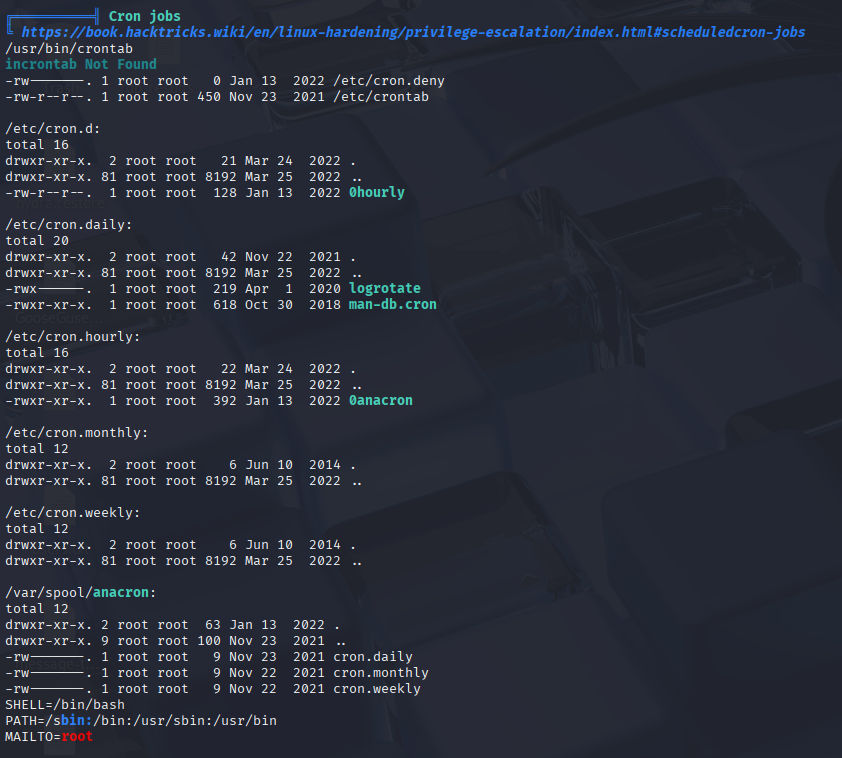 ╔══════════╣ Cron jobs
╚ https://book.hacktricks.wiki/en/linux-hardening/privilege-escalation/index.html#scheduledcron-jobs
/usr/bin/crontab
incrontab Not Found
-rw-------. 1 root root   0 Jan 13  2022 /etc/cron.deny
-rw-r--r--. 1 root root 450 Nov 23  2021 /etc/crontab

/etc/cron.d:
total 16
drwxr-xr-x.  2 root root   21 Mar 24  2022 .
drwxr-xr-x. 81 root root 8192 Mar 25  2022 ..
-rw-r--r--.  1 root root  128 Jan 13  2022 0hourly

/etc/cron.daily:
total 20
drwxr-xr-x.  2 root root   42 Nov 22  2021 .
drwxr-xr-x. 81 root root 8192 Mar 25  2022 ..
-rwx------.  1 root root  219 Apr  1  2020 logrotate
-rwxr-xr-x.  1 root root  618 Oct 30  2018 man-db.cron

/etc/cron.hourly:
total 16
drwxr-xr-x.  2 root root   22 Mar 24  2022 .
drwxr-xr-x. 81 root root 8192 Mar 25  2022 ..
-rwxr-xr-x.  1 root root  392 Jan 13  2022 0anacron

/etc/cron.monthly:
total 12
drwxr-xr-x.  2 root root    6 Jun 10  2014 .
drwxr-xr-x. 81 root root 8192 Mar 25  2022 ..

/etc/cron.weekly:
total 12
drwxr-xr-x.  2 root root    6 Jun 10  2014 .
drwxr-xr-x. 81 root root 8192 Mar 25  2022 ..

/var/spool/anacron:
total 12
drwxr-xr-x. 2 root root  63 Jan 13  2022 .
drwxr-xr-x. 9 root root 100 Nov 23  2021 ..
-rw-------. 1 root root   9 Nov 23  2021 cron.daily
-rw-------. 1 root root   9 Nov 22  2021 cron.monthly
-rw-------. 1 root root   9 Nov 22  2021 cron.weekly
SHELL=/bin/bash
PATH=/sbin:/bin:/usr/sbin:/usr/bin
MAILTO=root